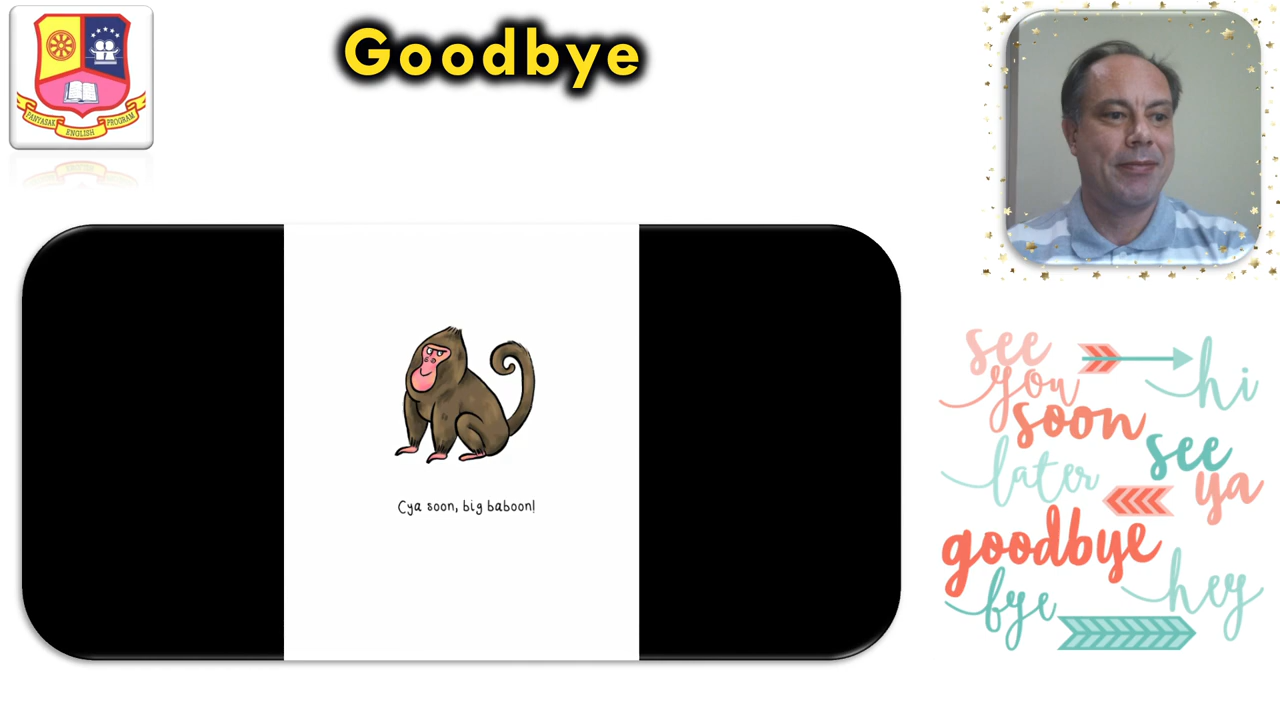 Goodbye
PANYASAK
ENGLISH
PROGRAM
Cya soon, big baboon!
see
you
hi
soon
see
later
ya
goodbye
bye
hey